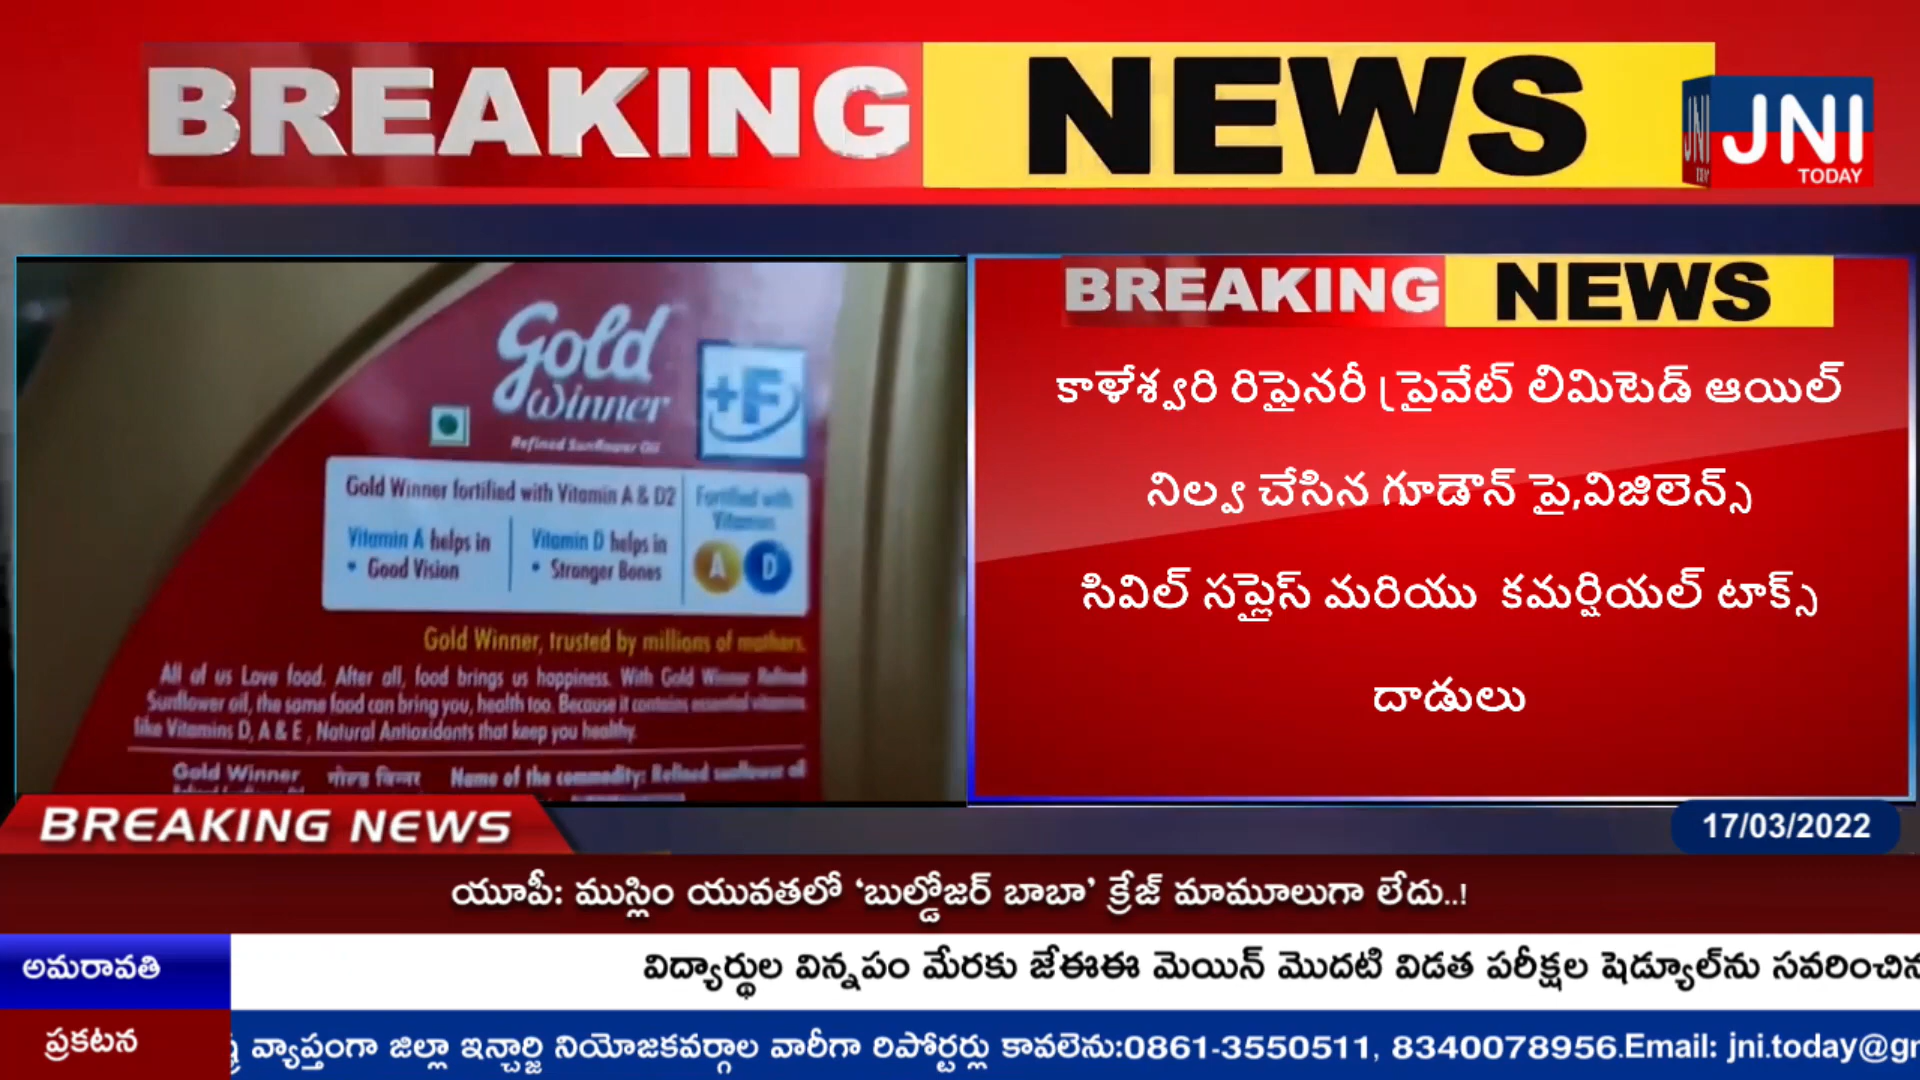 BREAKING NEWS
JNI
JNI
TODAY
Gold
Winner
+F
Refined Sunflower Oil
Gold Winner fortified with Vitamin A & D2
Fortified with
Vitamins
Vitamin A helps in
• Good Vision
Vitamin D helps in
• Stronger Bones
A D
Gold Winner, trusted by millions of mothers.
All of us Love food. After all, food brings us happiness. With Gold Winner Refined
Sunflower oil, the same food can bring you, health too. Because it contains essential vitamins
like Vitamins D, A & E , Natural Antioxidants that keep you healthy.
Gold Winner गोल्ड विन्नर Name of the commodity: Refined sunflower oil
BREAKING NEWS
కాళేశ్వరి రిఫైనరీ ప్రైవేట్ లిమిటెడ్ ఆయిల్
నిల్వ చేసిన గూడౌన్ పై,విజిలెన్స్
సివిల్ సప్లైస్ మరియు కమర్షియల్ టాక్స్
దాడులు
BREAKING NEWS
17/03/2022
యూపీ: ముస్లిం యువతలో ‘బుల్డోజర్ బాబా’ క్రేజ్ మామూలుగా లేదు..!
అమరావతి
విద్యార్థుల విన్నపం మేరకు జేఈఈ మెయిన్ మొదటి విడత పరీక్షల షెడ్యూల్‌ను సవరించిన
ప్రకటన
వ్యాప్తంగా జిల్లా ఇన్చార్జి నియోజకవర్గాల వారీగా రిపోర్టర్లు కావలెను:0861-3550511, 8340078956.Email: jni.today@gm